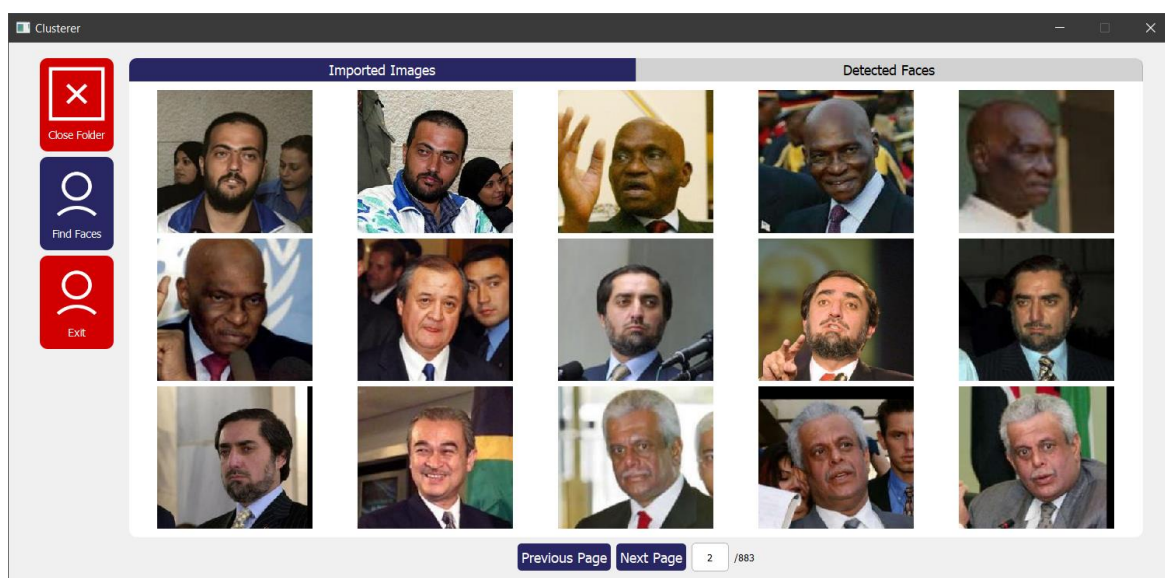 Clusterer
Imported Images
Detected Faces
Close Folder
Find Faces
Exit
Previous Page Next Page 2 /883